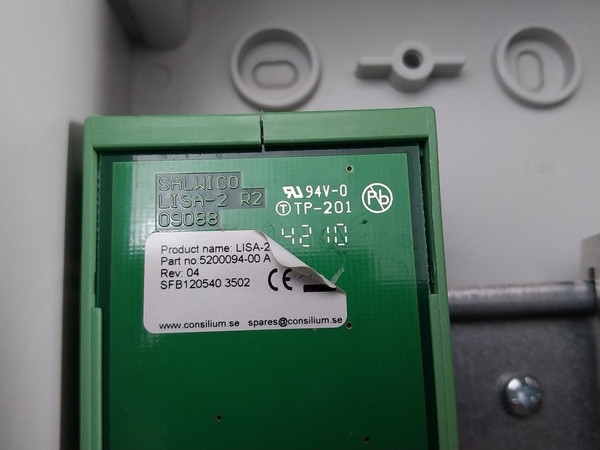 SALWICO
LISA-2 R2
09088
94V-0
TP-201
Pb
4210
Product name: LISA-2
Part no:5200094-00 A
Rev: 04
SFB120540 3502
CE
www.consilium.se spares@consilium.se